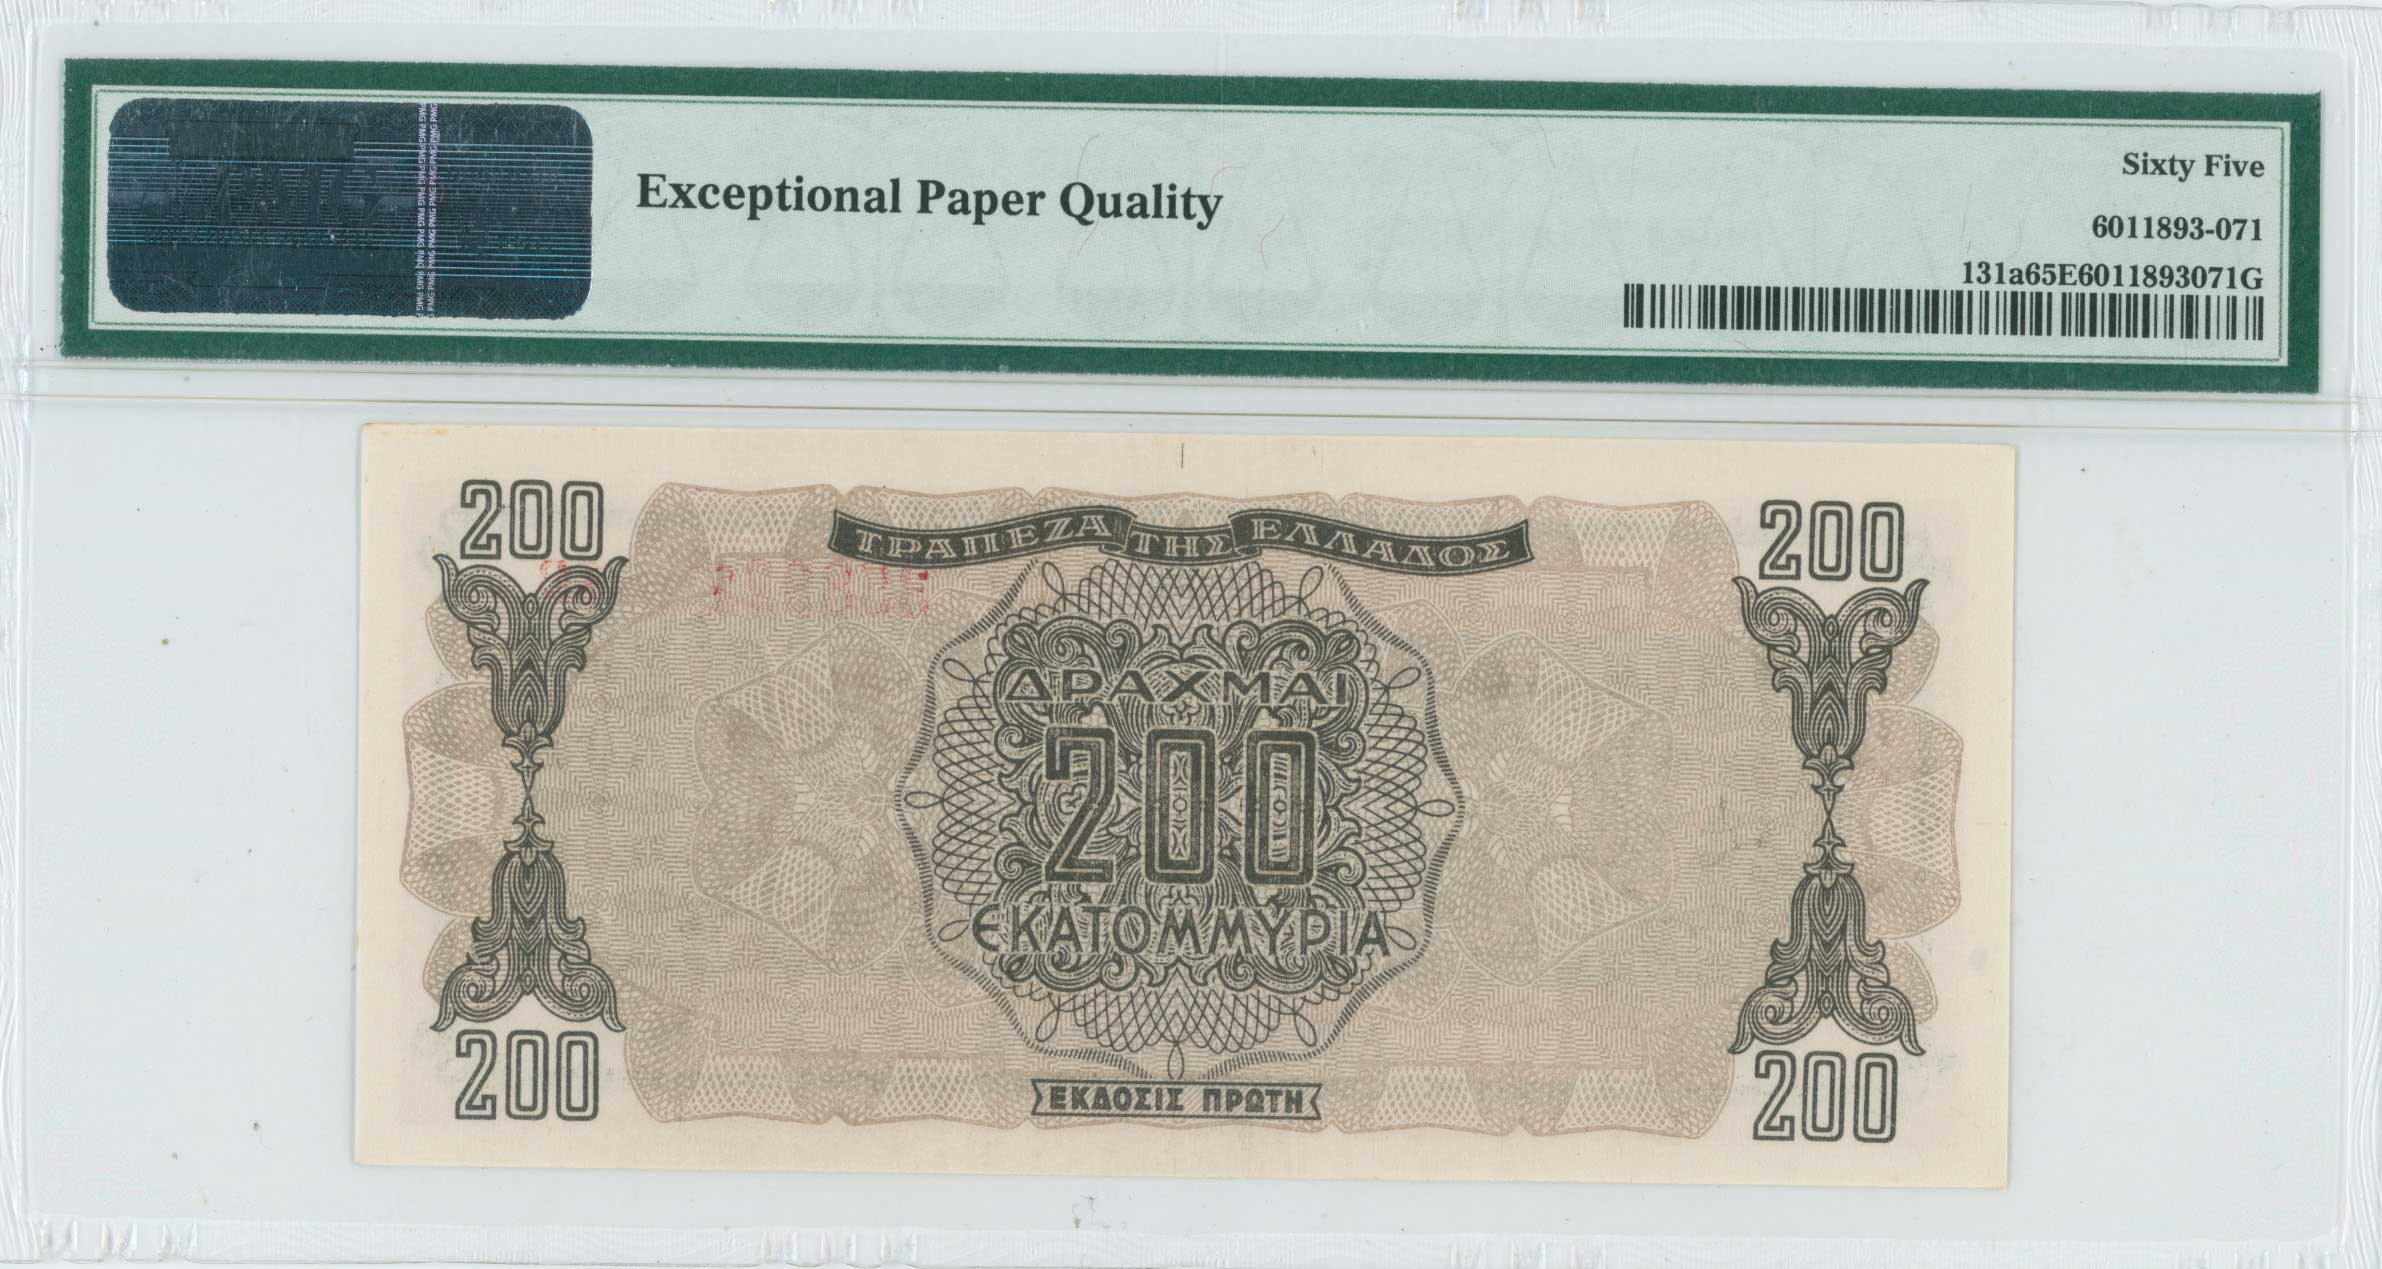 Exceptional Paper Quality
Sixty Five
6011893-071
131a65E6011893071G
200 200
ΤΡΑΠΕΖΑ ΤΗΣ ΕΛΛΑΔΟΣ
ΔΡΑΧΜΑΙ
200
ΕΚΑΤΟΜΜΥΡΙΑ
200 200
ΕΚΔΟΣΙΣ ΠΡΩΤΗ